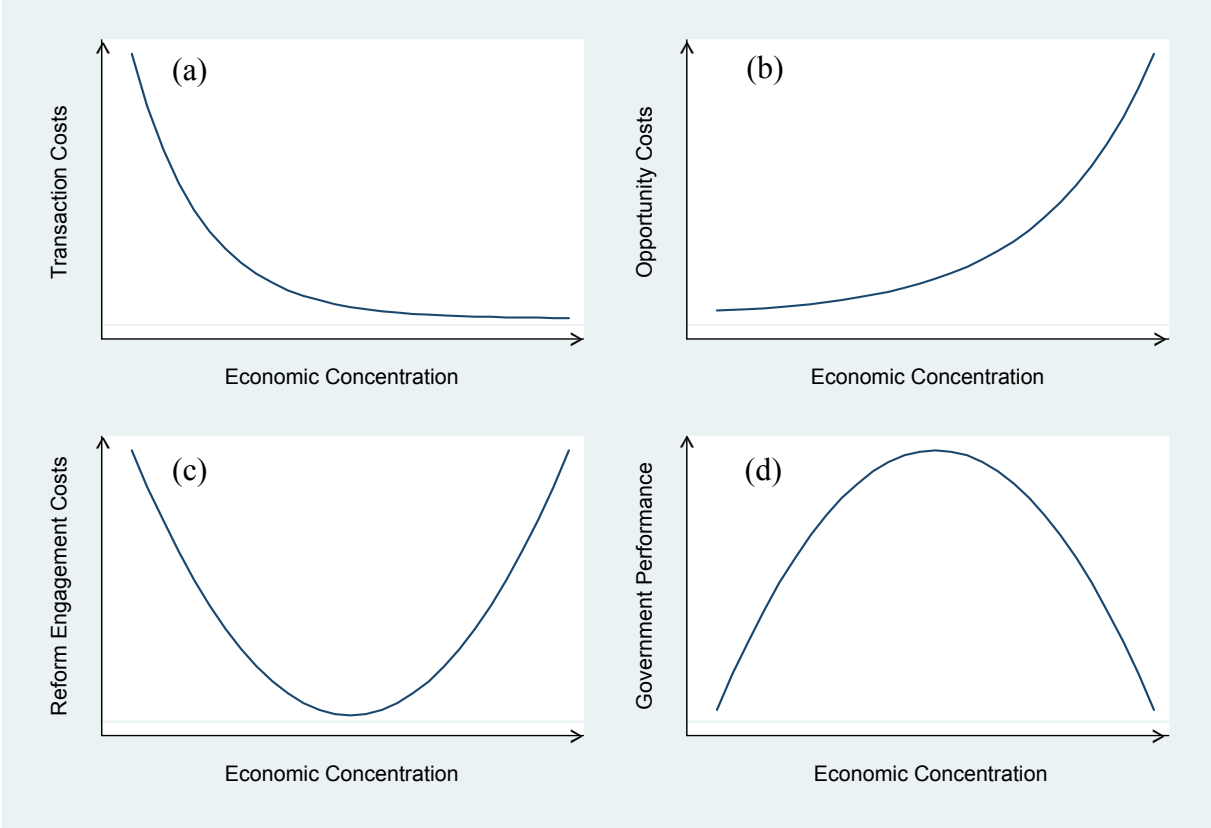 (a)
Transaction Costs
Economic Concentration
(b)
Opportunity Costs
Economic Concentration
(c)
Reform Engagement Costs
Economic Concentration
(d)
Government Performance
Economic Concentration